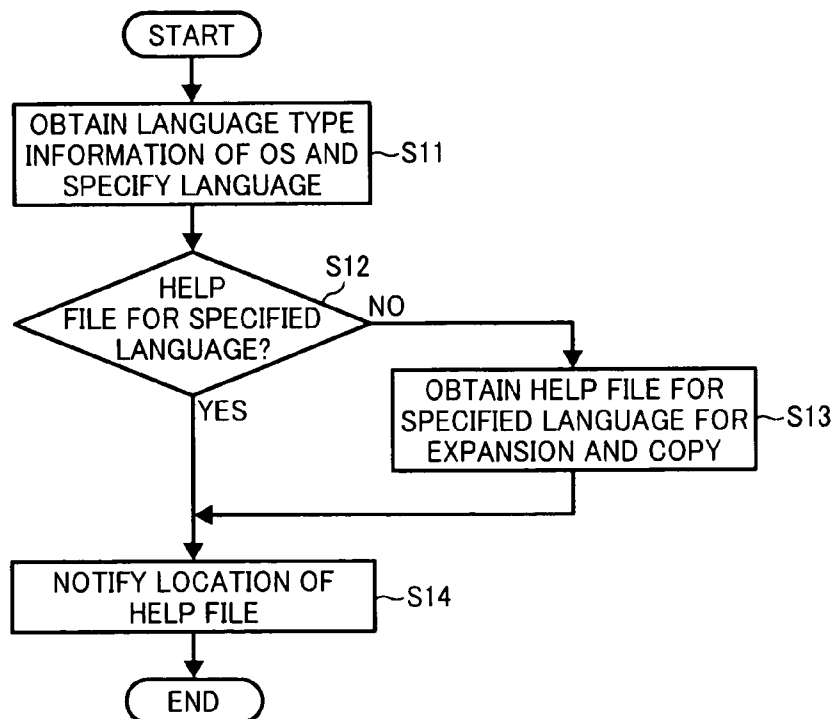 START
OBTAIN LANGUAGE TYPE
INFORMATION OF OS AND
SPECIFY LANGUAGE
S11
S12
HELP
FILE FOR SPECIFIED
LANGUAGE?
NO
YES
OBTAIN HELP FILE FOR
SPECIFIED LANGUAGE FOR
EXPANSION AND COPY
S13
NOTIFY LOCATION OF
HELP FILE
S14
END